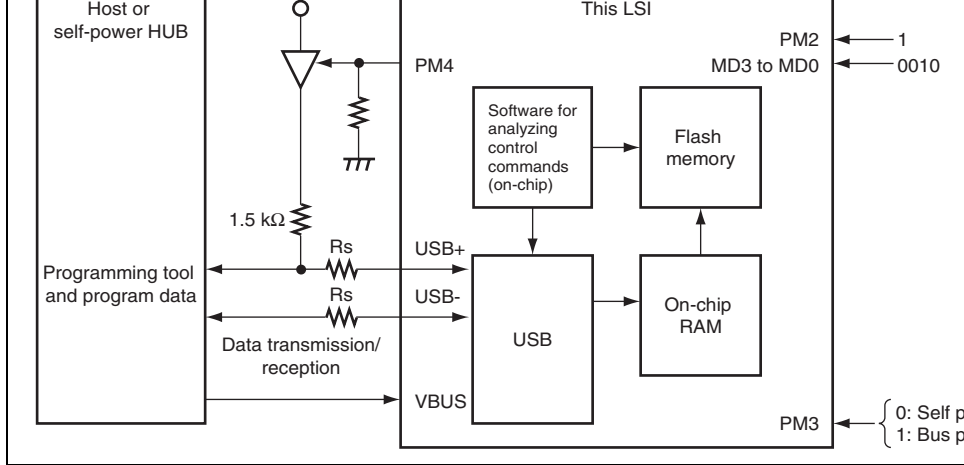 Host or
self-power HUB
This LSI
PM2
1
PM4
MD3 to MD0
0010
Software for
analyzing
control
commands
(on-chip)
Flash
memory
1.5 kΩ
Rs
USB+
Programming tool
and program data
Rs
USB-
On-chip
RAM
USB
Data transmission/
reception
VBUS
PM3
0: Self
1: Bus